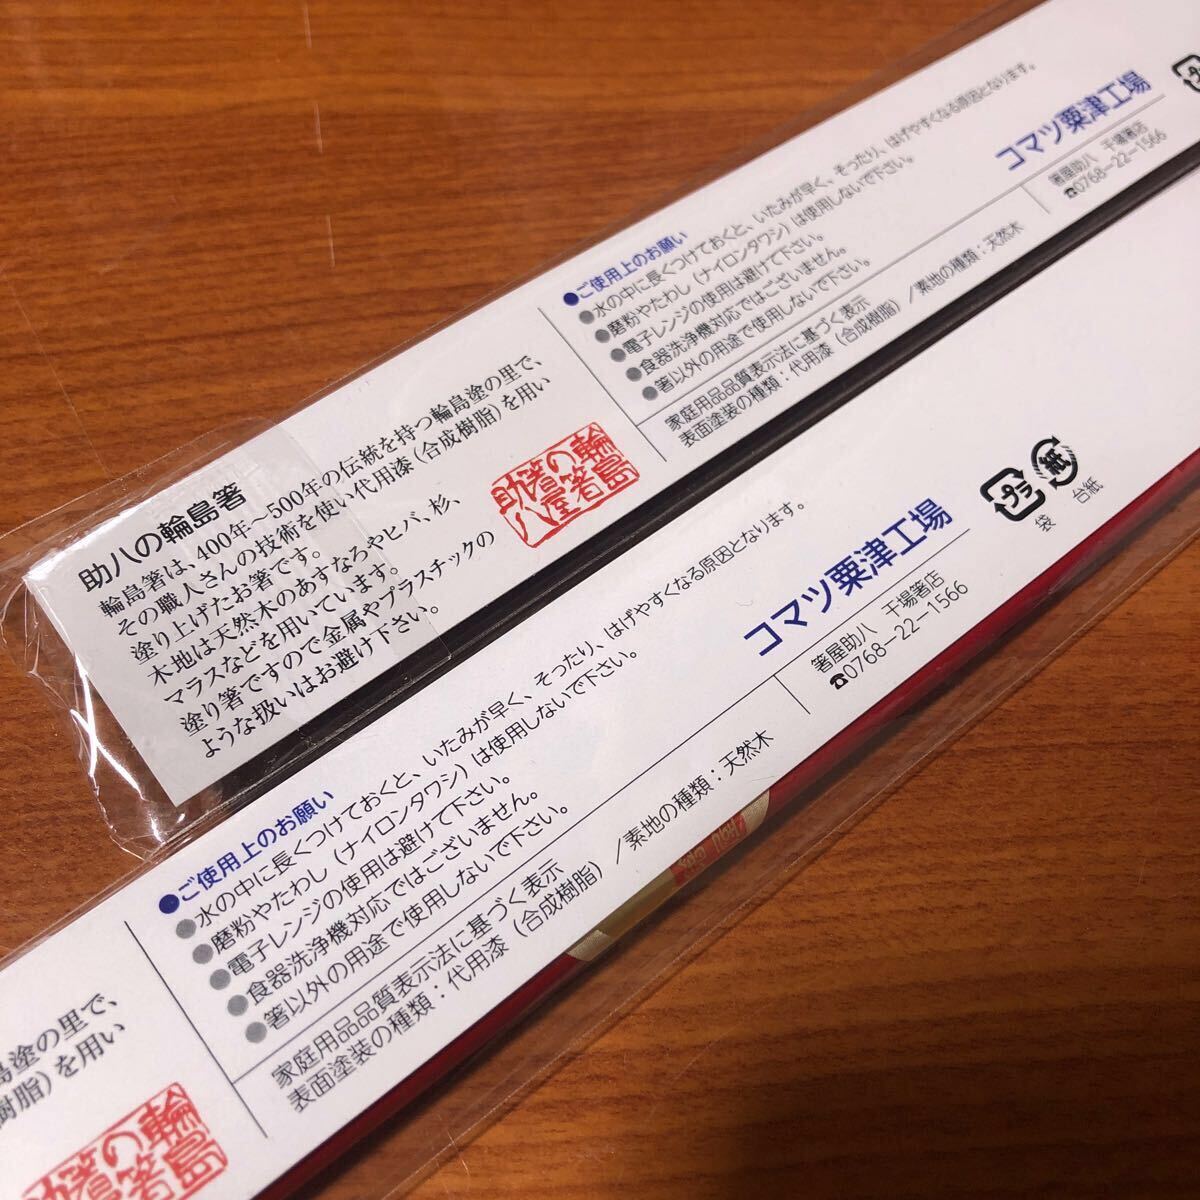 助八の輪島箸
輪島箸は、400年～500年の伝統を持つ輪島塗の里で、
その職人さんの技術を使い代用漆(合成樹脂)を用い
塗り上げたお箸です。
木地は天然木のあすなろやヒバ、杉、
マラスなどを用いています。
塗り箸ですので金属やプラスチックの
ような扱いはお避け下さい。
輪島
の箸
箸屋
助八
●ご使用上のお願い
●水の中に長くつけておくと、いたみが早く、そったり、はげやすくなる原因となります。
●磨粉やたわし(ナイロンタワシ)は使用しないで下さい。
●電子レンジの使用は避けて下さい。
●食器洗浄機対応ではございません。
●箸以外の用途で使用しないで下さい。
家庭用品品質表示法に基づく表示
表面塗装の種類：代用漆(合成樹脂)／素地の種類：天然木
コマツ粟津工場
箸屋助八 干場箸店
☎0768-22-1566
プラ
島塗の里で、
樹脂)を用い
輪島
の箸
箸
助
●ご使用上のお願い
●水の中に長くつけておくと、いたみが早く、そったり、はげやすくなる原因となります。
●磨粉やたわし(ナイロンタワシ)は使用しないで下さい。
●電子レンジの使用は避けて下さい。
●食器洗浄機対応ではございません。
●箸以外の用途で使用しないで下さい。
家庭用品品質表示法に基づく表示
表面塗装の種類：代用漆(合成樹脂)／素地の種類：天然木
コマツ粟津工場
箸屋助八 干場箸店
☎0768-22-1566
プラ 紙
袋 台紙